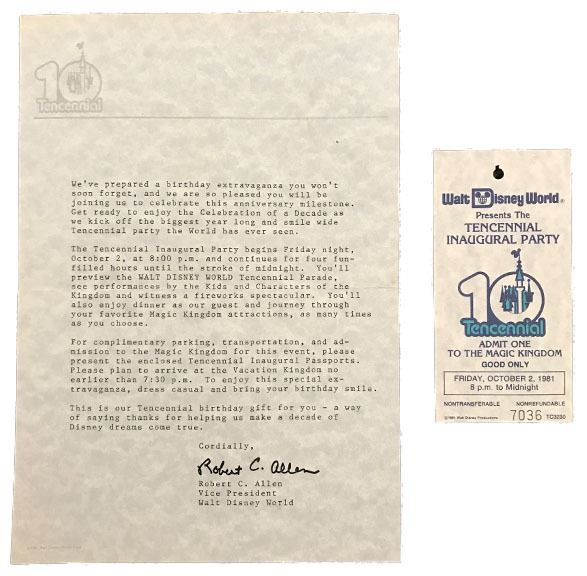 10
Tencennial
We've prepared a birthday extravaganza you won't
soon forget, and we are so pleased you will be
joining us to celebrate this anniversary milestone.
Get ready to enjoy the Celebration of a Decade as
we kick off the biggest year long and smile wide
Tencennial party the World has ever seen.
The Tencennial Inaugural Party begins Friday night,
October 2, at 8:00 p.m. and continues for four fun-
filled hours until the stroke of midnight. You'll
preview the WALT DISNEY WORLD Tencennial Parade,
see performances by the Kids and Characters of the
Kingdom and witness a fireworks spectacular. You'll
also enjoy dinner as our guest and journey through
your favorite Magic Kingdom attractions, as many times
as you choose.
For complimentary parking, transportation, and ad-
mission to the Magic Kingdom for this event, please
present the enclosed Tencennial Inaugural Passports.
Please plan to arrive at the Vacation Kingdom no
earlier than 7:30 p.m. To enjoy this special ex-
travaganza, dress casual and bring your birthday smile.
This is our Tencennial birthday gift for you - a way
of saying thanks for helping us make a decade of
Disney dreams come true.
Cordially,
Robert C. Allen
Robert C. Allen
Vice President
Walt Disney World
Walt Disney World®
Presents The
TENCENNIAL
INAUGURAL PARTY
10
Tencennial
ADMIT ONE
TO THE MAGIC KINGDOM
GOOD ONLY
FRIDAY, OCTOBER 2, 1981
8 p.m. to Midnight
NONTRANSFERABLE NONREFUNDABLE
©1981 Walt Disney Productions 7036 TC3230